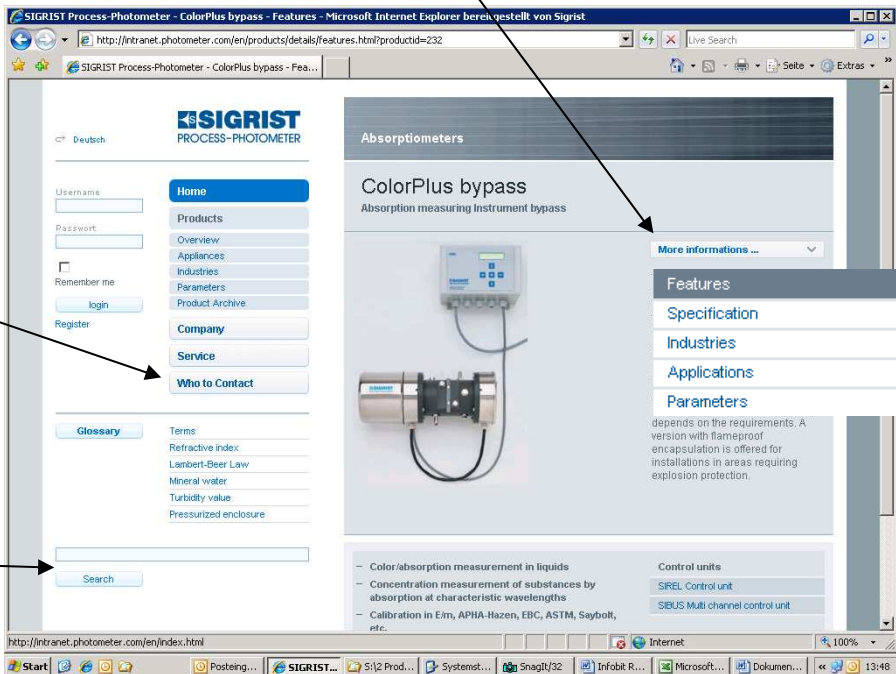 SIGRIST Process-Photometer - ColorPlus bypass - Features - Microsoft Internet Explorer bereitgestellt von Sigrist
http://intranet.photometer.com/en/products/details/features.html?productid=232
Live Search
SIGRIST Process-Photometer - ColorPlus bypass - Fea...
Seite
Extras
Deutsch
SIGRIST
PROCESS-PHOTOMETER
Absorptiometers
Username
Passwort
Remember me
login
Register
Home
Products
Overview
Appliances
Industries
Parameters
Product Archive
Company
Service
Who to Contact
ColorPlus bypass
Absorption measuring Instrument bypass
More informations ...
Features
Specification
Industries
Applications
Parameters
depends on the requirements. A
version with flameproof
encapsulation is offered for
installations in areas requiring
explosion protection.
Glossary
Terms
Refractive index
Lambert-Beer Law
Mineral water
Turbidity value
Pressurized enclosure
Search
– Color/absorption measurement in liquids
– Concentration measurement of substances by
absorption at characteristic wavelengths
– Calibration in E/m, APHA-Hazen, EBC, ASTM, Saybolt,
etc.
Control units
SIREL Control unit
SIBUS Multi channel control unit
http://intranet.photometer.com/en/index.html
Internet
100%
Start
Posteing...
SIGRIST...
S:\2 Prod...
Systemst...
SnagIt/32
Infobit R...
Microsoft...
Dokumen...
13:48